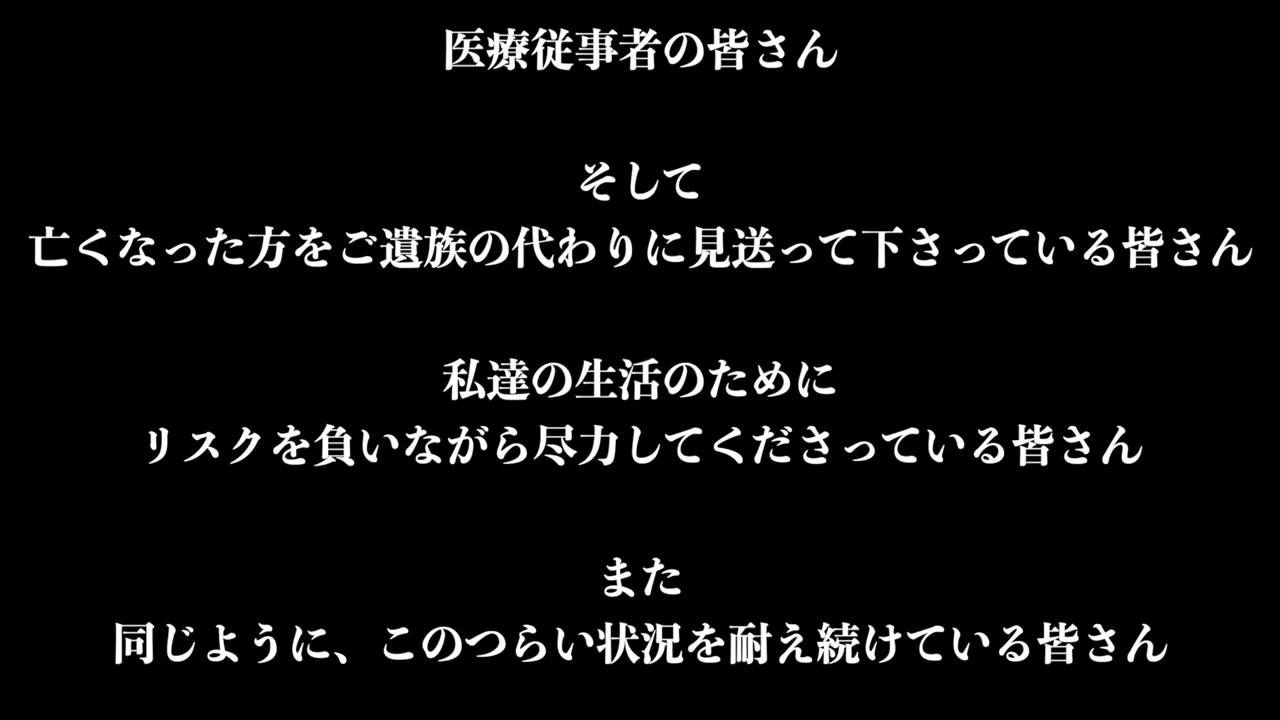 医療従事者の皆さん
そして
亡くなった方をご遺族の代わりに見送って下さっている皆さん
私達の生活のために
リスクを負いながら尽力してくださっている皆さん
また
同じように、このつらい状況を耐え続けている皆さん